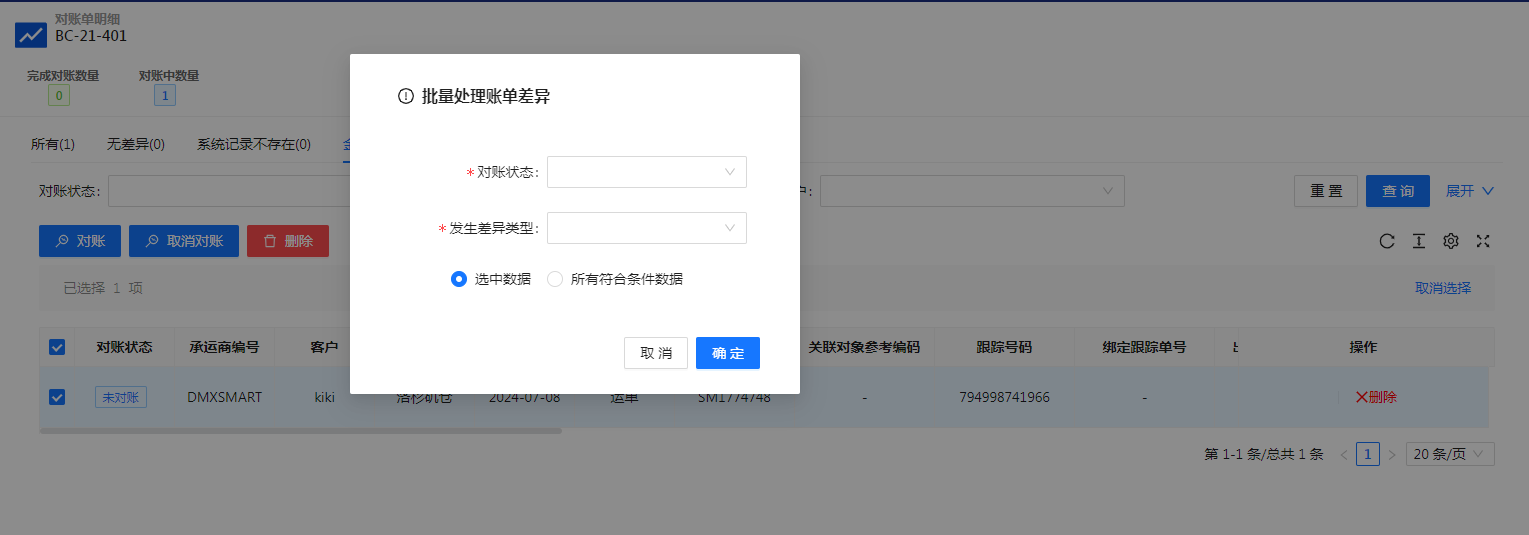 对账单明细
BC-21-401
完成对账数量 对账中数量
0 1
批量处理账单差异
所有(1) 无差异(0) 系统记录不存在(0)
*对账状态:
对账状态: 重 置 查 询 展开
*发生差异类型:
对账 取消对账 删除
选中数据 所有符合条件数据
已选择 1 项 取消选择
取 消 确 定
对账状态 承运商编号 客户 关联对象参考编码 跟踪号码 绑定跟踪单号 操作
未对账 DMXSMART kiki 洛杉矶仓 2024-07-08 运单 SM1774748 - 794998741966 - 删除
第 1-1 条/总共 1 条 1 20 条/页